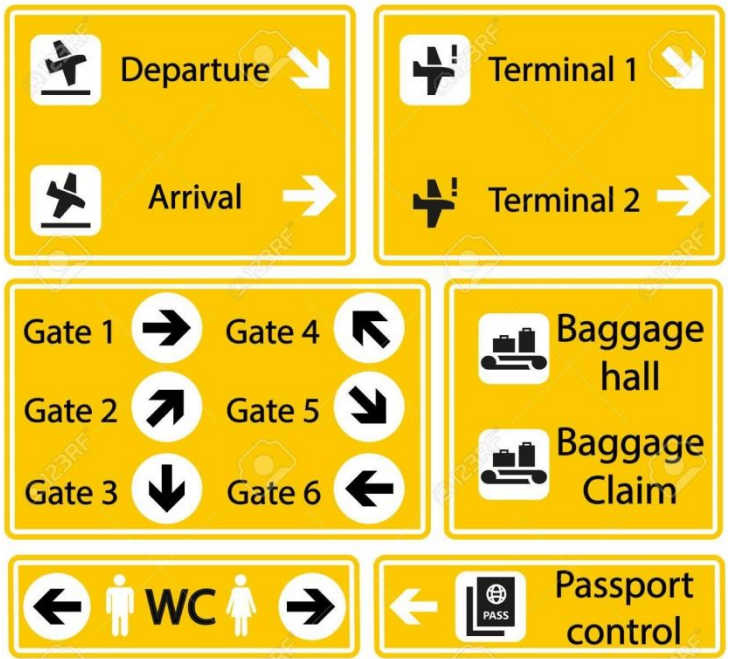 Departure
Arrival
Terminal 1
Terminal 2
Gate 1
Gate 4
Gate 2
Gate 5
Gate 3
Gate 6
Baggage
hall
Baggage
Claim
WC
PASS
Passport
control
123RF